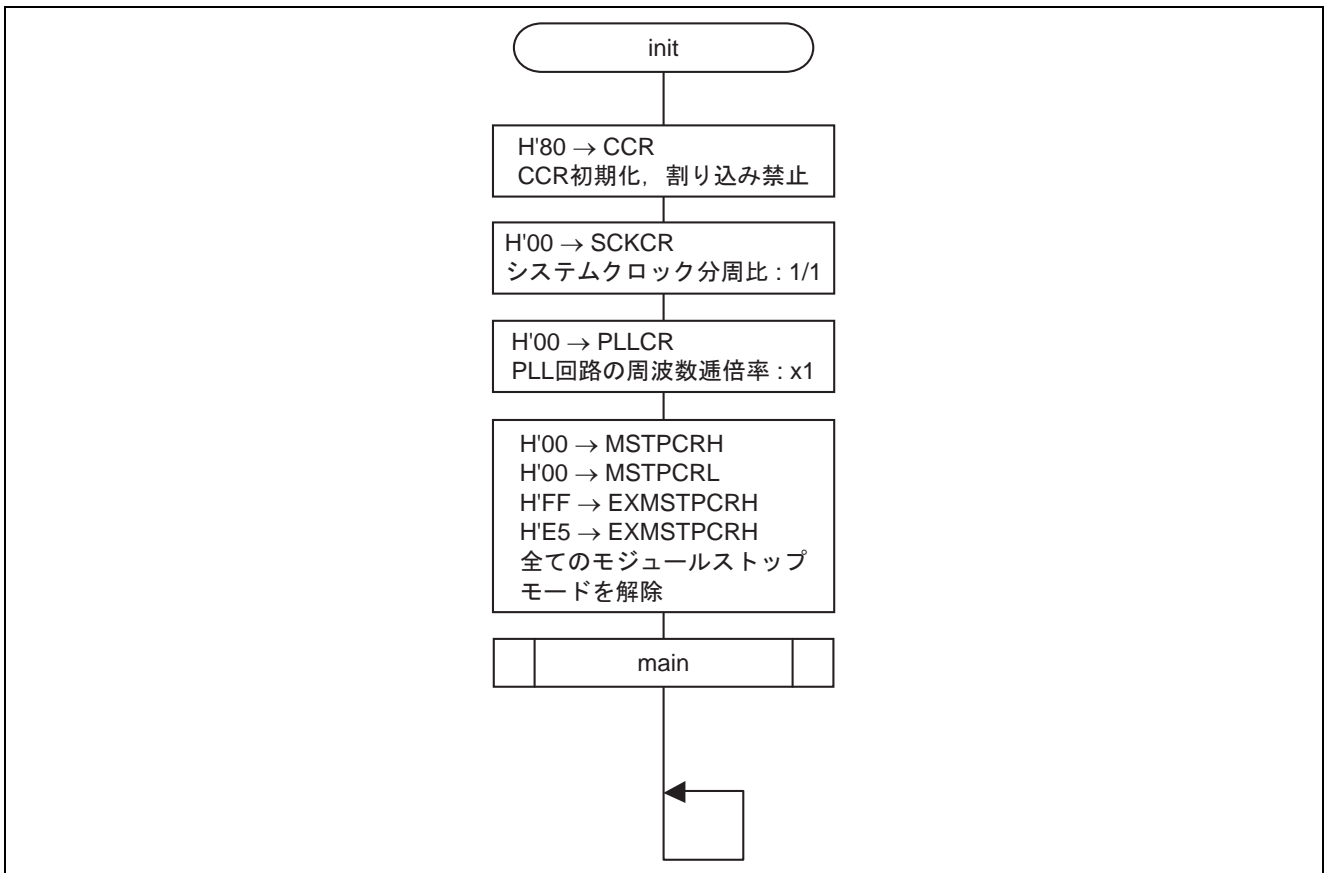 init
H'80 → CCR
CCR初期化，割り込み禁止
H'00 → SCKCR
システムクロック分周比 : 1/1
H'00 → PLLCR
PLL回路の周波数逓倍率 : x1
H'00 → MSTPCRH
H'00 → MSTPCRL
H'FF → EXMSTPCRH
H'E5 → EXMSTPCRH
全てのモジュールストップ
モードを解除
main